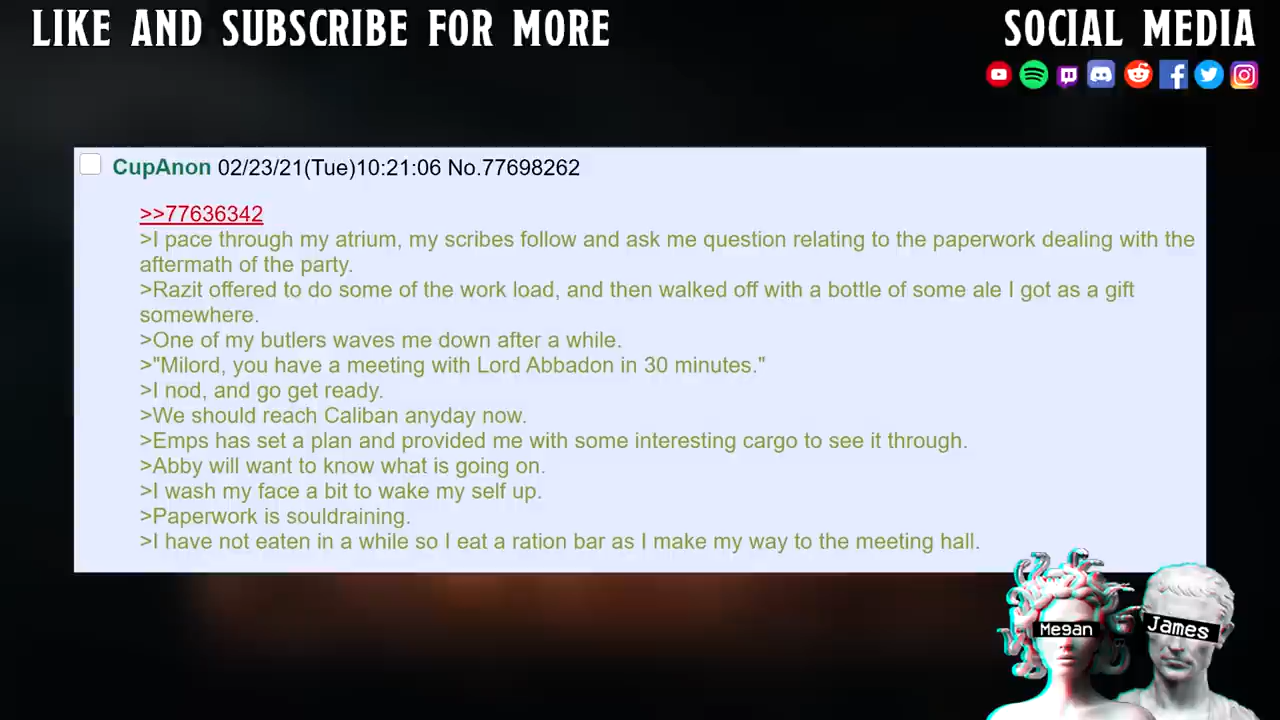 LIKE AND SUBSCRIBE FOR MORE
SOCIAL MEDIA
CupAnon 02/23/21(Tue)10:21:06 No.77698262
>>77636342
>I pace through my atrium, my scribes follow and ask me question relating to the paperwork dealing with the
aftermath of the party.
>Razit offered to do some of the work load, and then walked off with a bottle of some ale I got as a gift
somewhere.
>One of my butlers waves me down after a while.
>"Milord, you have a meeting with Lord Abbadon in 30 minutes."
>I nod, and go get ready.
>We should reach Caliban anyday now.
>Emps has set a plan and provided me with some interesting cargo to see it through.
>Abby will want to know what is going on.
>I wash my face a bit to wake my self up.
>Paperwork is souldraining.
>I have not eaten in a while so I eat a ration bar as I make my way to the meeting hall.
Megan
James